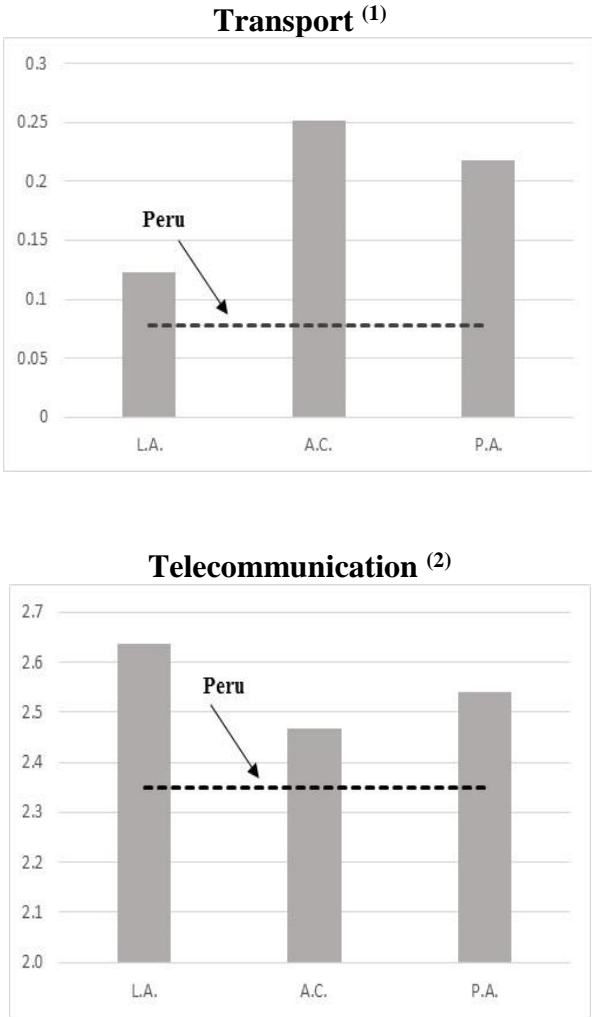 Transport (1)
0.3
0.25
0.2
0.15
0.1
0.05
0
Peru
L.A.
A.C.
P.A.
Telecommunication (2)
2.7
2.6
2.5
2.4
2.3
2.2
2.1
2.0
Peru
L.A.
A.C.
P.A.